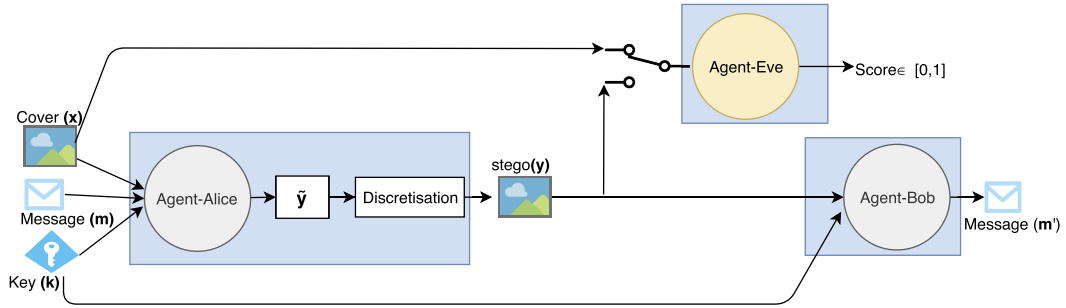 Cover (x)
Message (m)
Key (k)
Agent-Alice
ỹ
Discretisation
stego(y)
Agent-Eve
Score∈ [0,1]
Agent-Bob
Message (m')